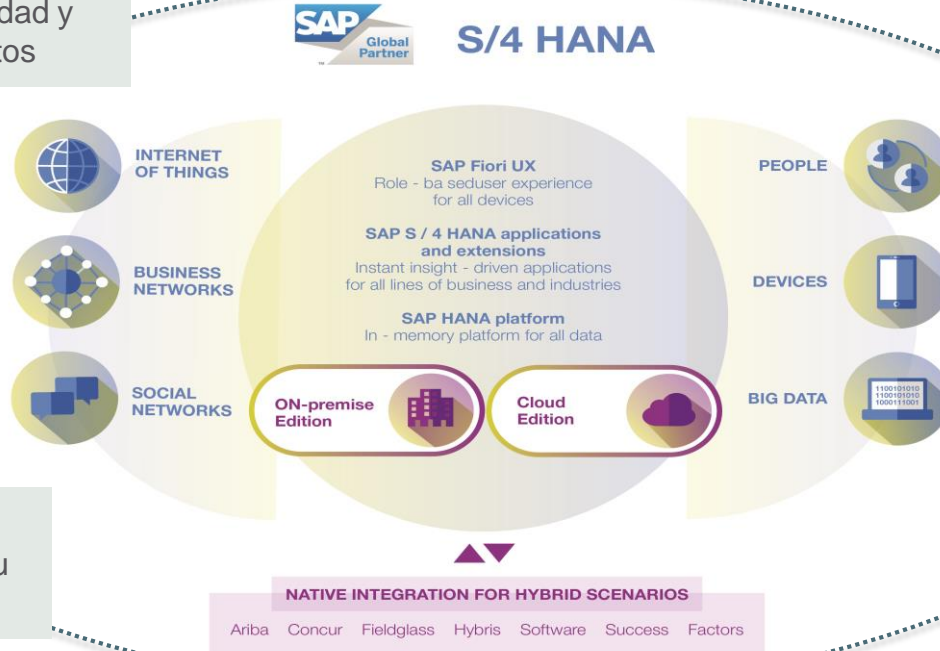 dad y
tos
SAP
Global
Partner
S/4 HANA
INTERNET
OF THINGS
BUSINESS
NETWORKS
SOCIAL
NETWORKS
SAP Fiori UX
Role - ba seduser experience
for all devices
SAP S / 4 HANA applications
and extensions
Instant insight - driven applications
for all lines of business and industries
SAP HANA platform
In - memory platform for all data
ON-premise
Edition
Cloud
Edition
PEOPLE
DEVICES
BIG DATA
1100101010
1100101010
1000111001
u
NATIVE INTEGRATION FOR HYBRID SCENARIOS
Ariba Concur Fieldglass Hybris Software Success Factors